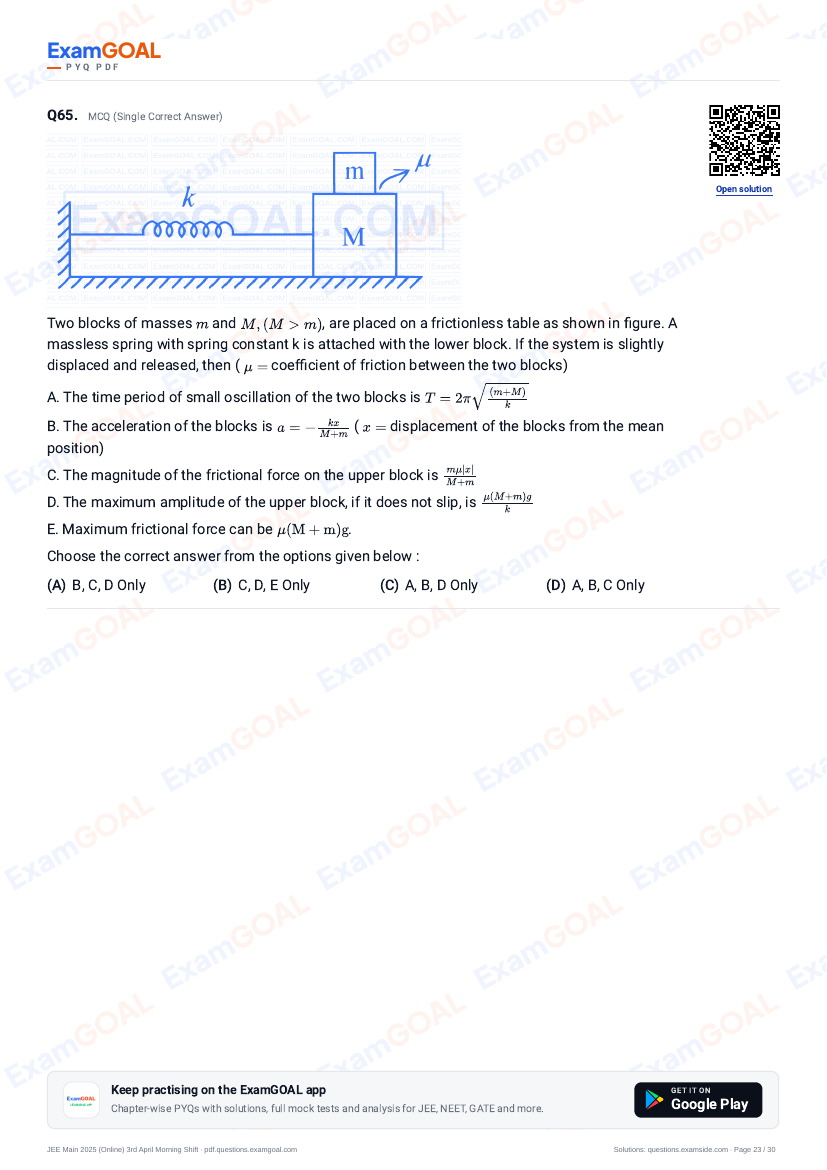 ExamGOAL
PYQ PDF
Q65. MCQ (Single Correct Answer)
Open solution
m
μ
k
M
ExamGOAL.COM
Two blocks of masses m and M, (M > m), are placed on a frictionless table as shown in figure. A
massless spring with spring constant k is attached with the lower block. If the system is slightly
displaced and released, then ( μ = coefficient of friction between the two blocks)
A. The time period of small oscillation of the two blocks is T = 2π√((m+M)/k)
B. The acceleration of the blocks is a = −kx/(M+m) ( x = displacement of the blocks from the mean
position)
C. The magnitude of the frictional force on the upper block is mμ|x|/(M+m)
D. The maximum amplitude of the upper block, if it does not slip, is μ(M+m)g/k
E. Maximum frictional force can be μ(M + m)g.
Choose the correct answer from the options given below :
(A) B, C, D Only (B) C, D, E Only (C) A, B, D Only (D) A, B, C Only
Keep practising on the ExamGOAL app
Chapter-wise PYQs with solutions, full mock tests and analysis for JEE, NEET, GATE and more.
GET IT ON
Google Play
JEE Main 2025 (Online) 3rd April Morning Shift · pdf.questions.examgoal.com Solutions: questions.examside.com · Page 23 / 30